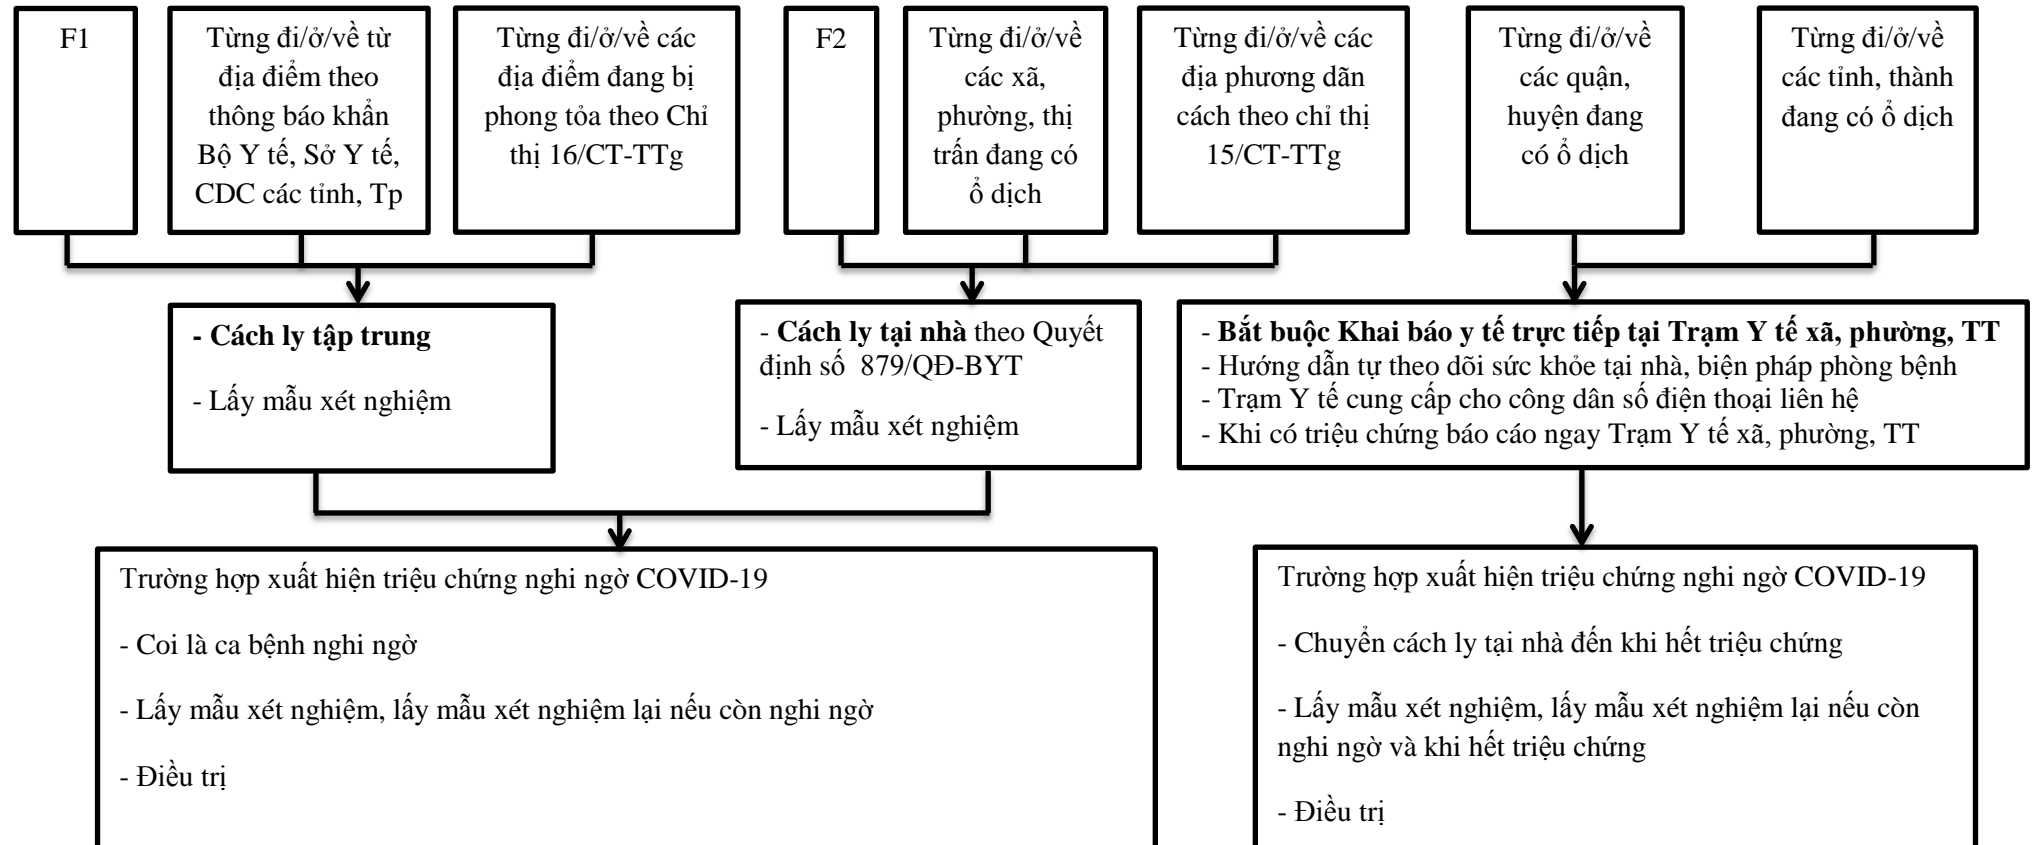 F1
Từng đi/ở/về từ
địa điểm theo
thông báo khẩn
Bộ Y tế, Sở Y tế,
CDC các tỉnh, Tp
Từng đi/ở/về các
địa điểm đang bị
phong tỏa theo Chỉ
thị 16/CT-TTg
F2
Từng đi/ở/về
các xã,
phường, thị
trấn đang có
ổ dịch
Từng đi/ở/về các
địa phương dãn
cách theo chỉ thị
15/CT-TTg
Từng đi/ở/về
các quận,
huyện đang
có ổ dịch
Từng đi/ở/về
các tỉnh, thành
đang có ổ dịch
- Cách ly tập trung
- Lấy mẫu xét nghiệm
- Cách ly tại nhà theo Quyết
định số 879/QĐ-BYT
- Lấy mẫu xét nghiệm
- Bắt buộc Khai báo y tế trực tiếp tại Trạm Y tế xã, phường, TT
- Hướng dẫn tự theo dõi sức khỏe tại nhà, biện pháp phòng bệnh
- Trạm Y tế cung cấp cho công dân số điện thoại liên hệ
- Khi có triệu chứng báo cáo ngay Trạm Y tế xã, phường, TT
Trường hợp xuất hiện triệu chứng nghi ngờ COVID-19
- Coi là ca bệnh nghi ngờ
- Lấy mẫu xét nghiệm, lấy mẫu xét nghiệm lại nếu còn nghi ngờ
- Điều trị
Trường hợp xuất hiện triệu chứng nghi ngờ COVID-19
- Chuyển cách ly tại nhà đến khi hết triệu chứng
- Lấy mẫu xét nghiệm, lấy mẫu xét nghiệm lại nếu còn
nghi ngờ và khi hết triệu chứng
- Điều trị